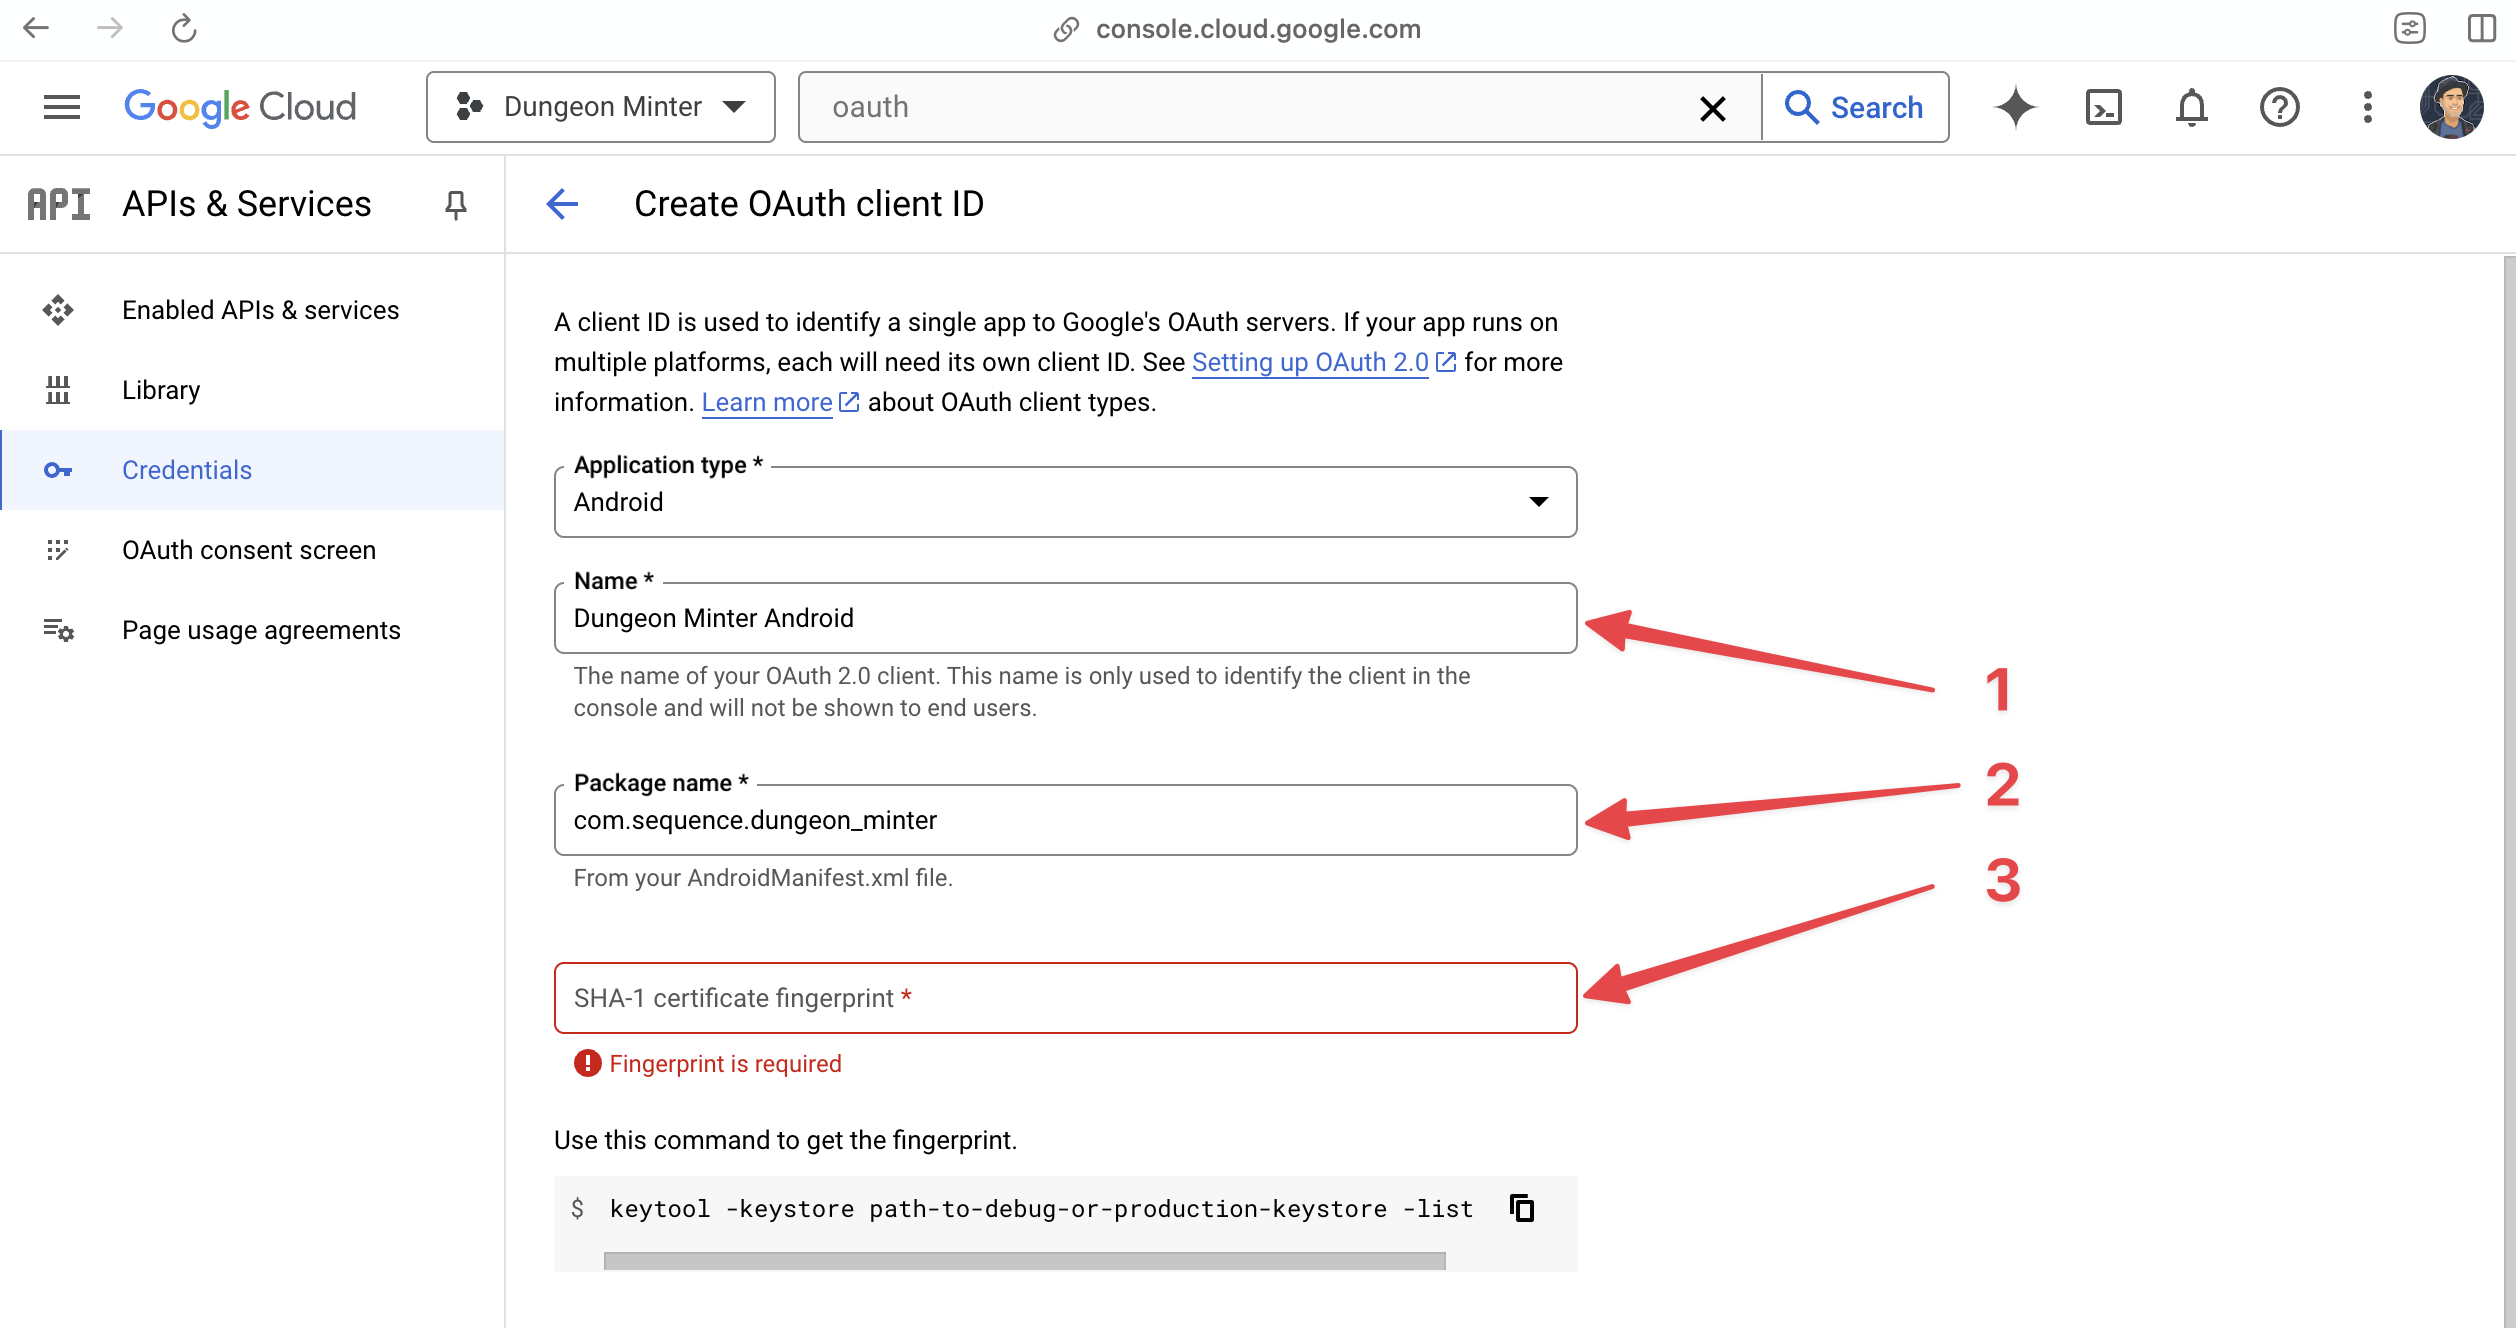 console.cloud.google.com
Google Cloud
Dungeon Minter
oauth
Search
API APIs & Services
Create OAuth client ID
Enabled APIs & services
Library
Credentials
OAuth consent screen
Page usage agreements
A client ID is used to identify a single app to Google's OAuth servers. If your app runs on
multiple platforms, each will need its own client ID. See Setting up OAuth 2.0 for more
information. Learn more about OAuth client types.
Application type *
Android
Name *
Dungeon Minter Android
The name of your OAuth 2.0 client. This name is only used to identify the client in the
console and will not be shown to end users.
1
Package name *
com.sequence.dungeon_minter
From your AndroidManifest.xml file.
2
SHA-1 certificate fingerprint *
3
Fingerprint is required
Use this command to get the fingerprint.
$ keytool -keystore path-to-debug-or-production-keystore -list